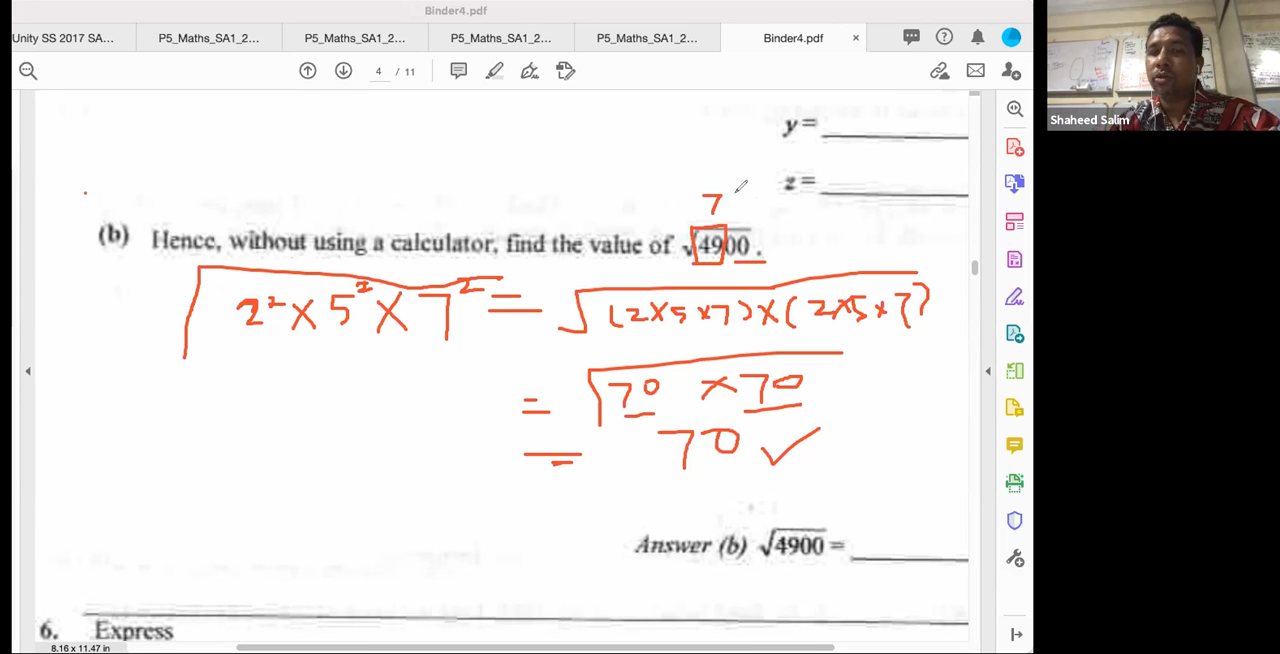 Binder4.pdf
Unity SS 2017 SA...
P5_Maths_SA1_2...
P5_Maths_SA1_2...
P5_Maths_SA1_2...
P5_Maths_SA1_2...
Binder4.pdf ×
4 / 11
Shaheed Salim
y =
z =
7
(b) Hence, without using a calculator, find the value of √4900 .
√2² × 5² × 7² = √(2×5×7)×(2×5×7)
= √70 × 70
= 70 ✓
Answer (b) √4900 =
6. Express
8.16 x 11.47 in